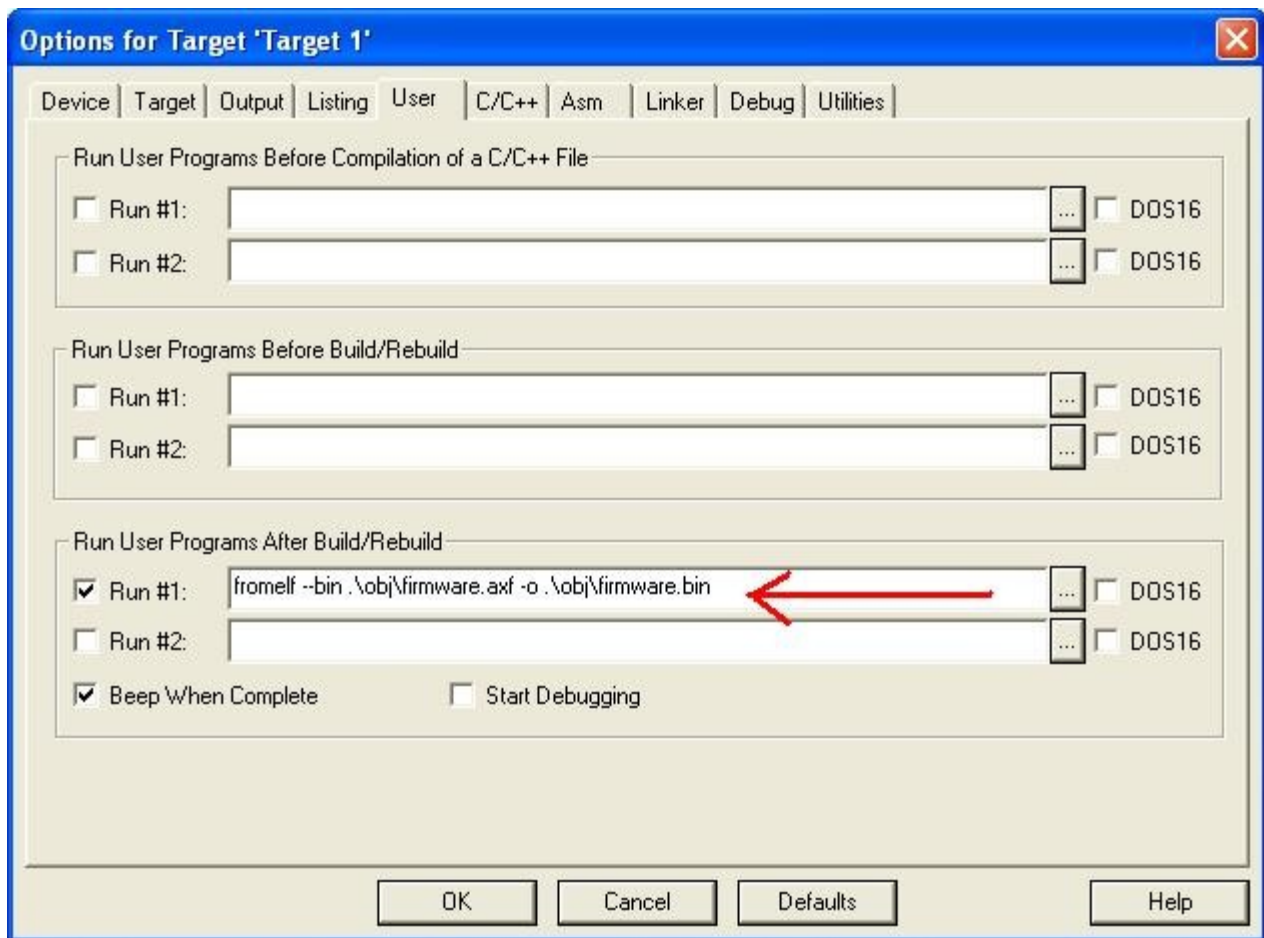 Options for Target 'Target 1'
Device Target Output Listing User C/C++ Asm Linker Debug Utilities
Run User Programs Before Compilation of a C/C++ File
Run #1: ... DOS16
Run #2: ... DOS16
Run User Programs Before Build/Rebuild
Run #1: ... DOS16
Run #2: ... DOS16
Run User Programs After Build/Rebuild
Run #1: fromelf --bin .\obj\firmware.axf -o .\obj\firmware.bin ... DOS16
Run #2: ... DOS16
Beep When Complete Start Debugging
OK Cancel Defaults Help